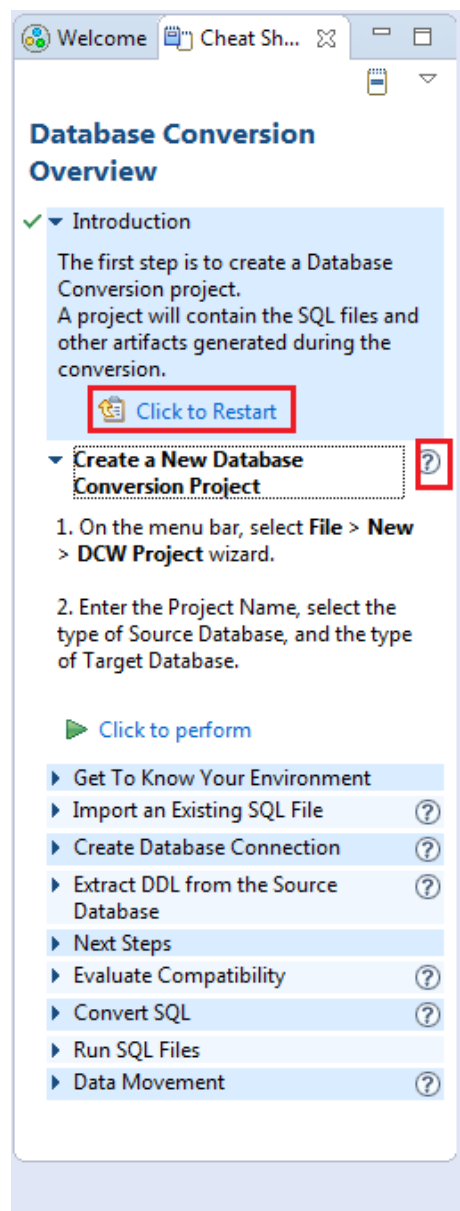 Welcome Cheat Sh...
Database Conversion
Overview
Introduction
The first step is to create a Database
Conversion project.
A project will contain the SQL files and
other artifacts generated during the
conversion.
Click to Restart
Create a New Database
Conversion Project
1. On the menu bar, select File > New
> DCW Project wizard.
2. Enter the Project Name, select the
type of Source Database, and the type
of Target Database.
Click to perform
Get To Know Your Environment
Import an Existing SQL File
Create Database Connection
Extract DDL from the Source
Database
Next Steps
Evaluate Compatibility
Convert SQL
Run SQL Files
Data Movement